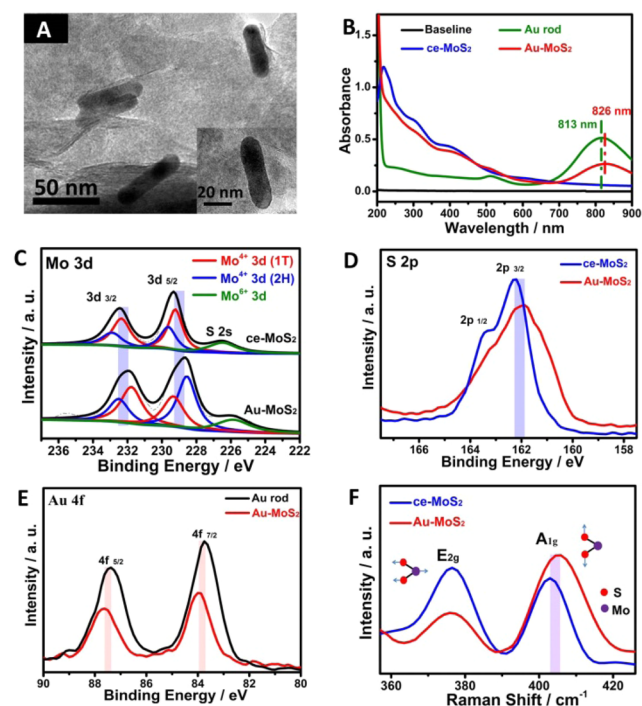 A
50 nm
20 nm
B
Baseline
Au rod
ce-MoS₂
Au-MoS₂
826 nm
813 nm
1.5
1.0
0.5
0.0
Absorbance
200 300 400 500 600 700 800 900
Wavelength / nm
C
Mo 3d
Mo⁴⁺ 3d (1T)
Mo⁴⁺ 3d (2H)
Mo⁶⁺ 3d
3d 3/2
3d 5/2
S 2s
ce-MoS₂
Au-MoS₂
Intensity / a. u.
236 234 232 230 228 226 224 222
Binding Energy / eV
D
S 2p
ce-MoS₂
Au-MoS₂
2p 3/2
2p 1/2
Intensity / a. u.
166 164 162 160 158
Binding Energy / eV
E
Au 4f
Au rod
Au-MoS₂
4f 7/2
4f 5/2
Intensity / a. u.
90 88 86 84 82 80
Binding Energy / eV
F
ce-MoS₂
Au-MoS₂
A1g
E2g
S
Mo
Intensity / a. u.
360 380 400 420
Raman Shift / cm⁻¹